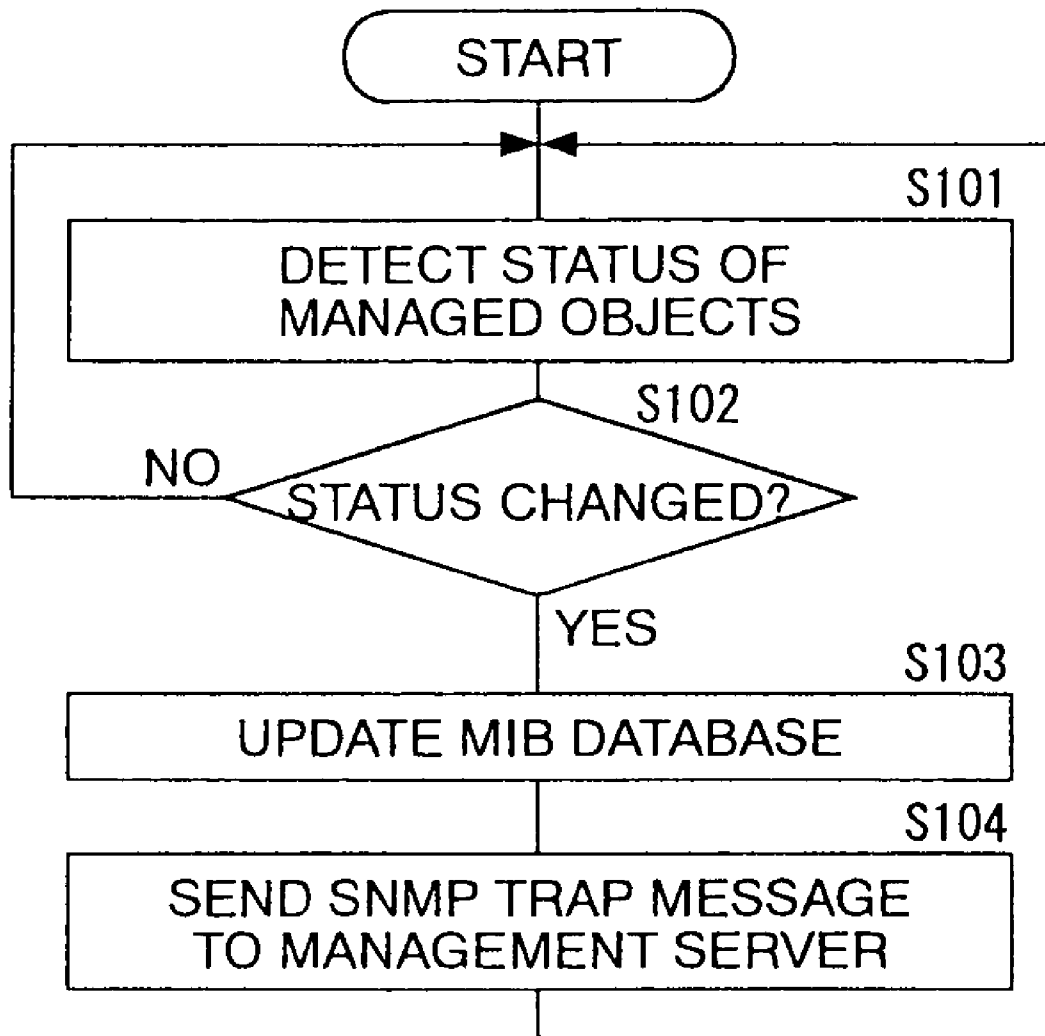 START
S101
DETECT STATUS OF
MANAGED OBJECTS
S102
NO
STATUS CHANGED?
YES
S103
UPDATE MIB DATABASE
S104
SEND SNMP TRAP MESSAGE
TO MANAGEMENT SERVER